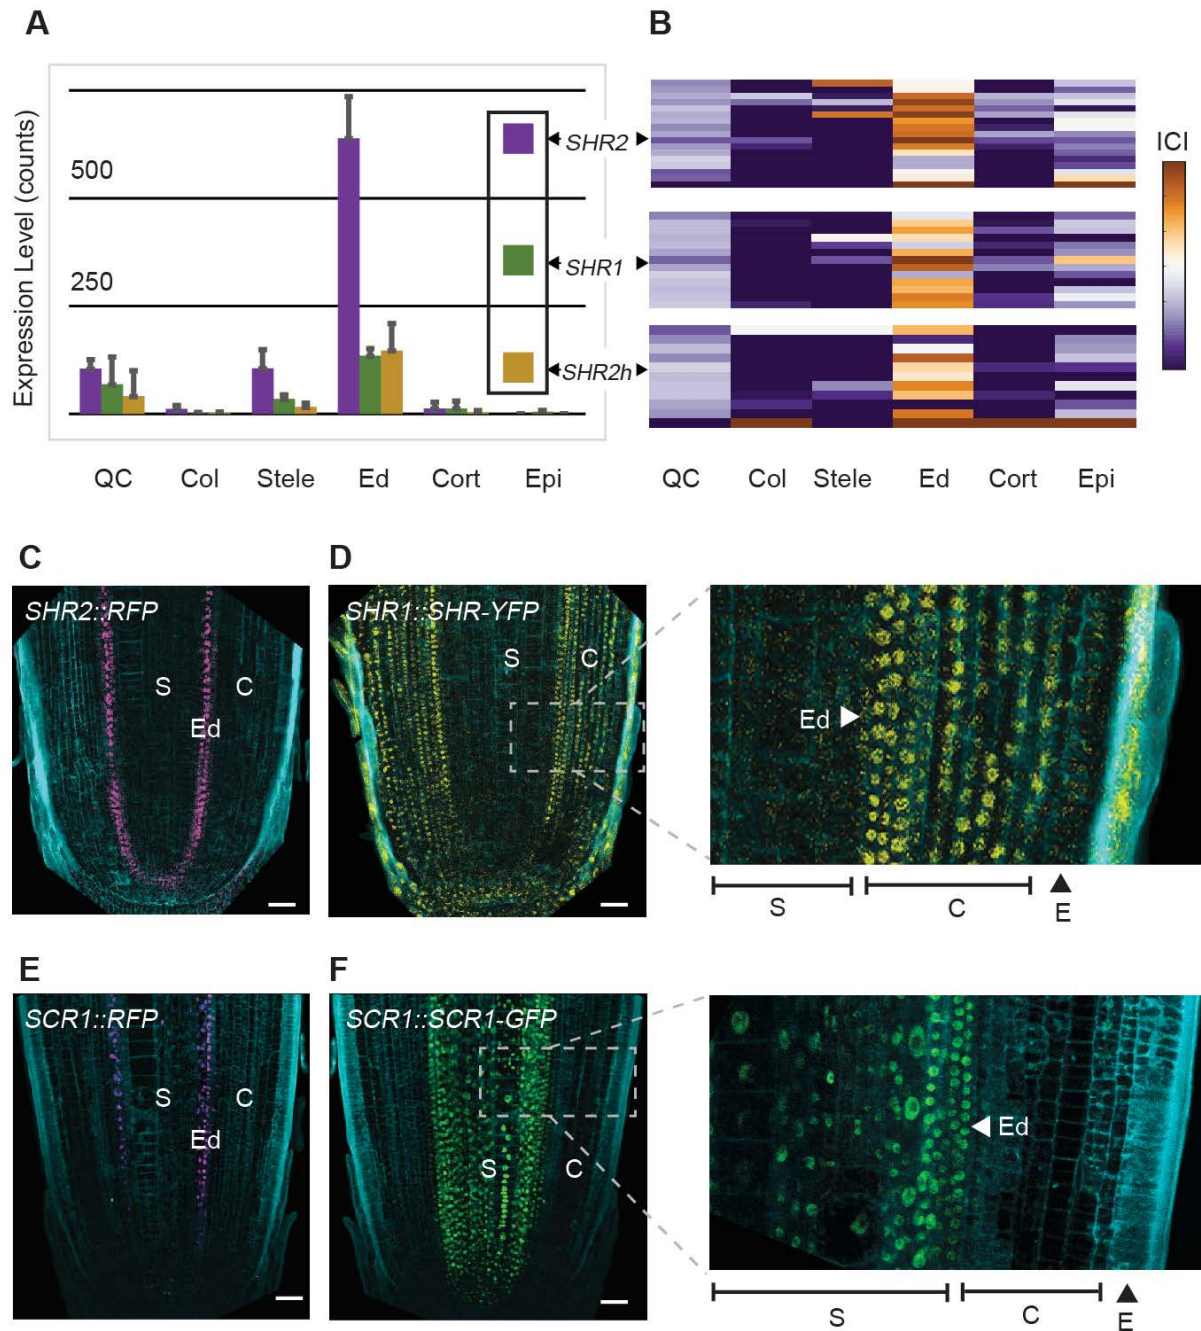 A
B
Expression Level (counts)
500
250
SHR2
SHR1
SHR2h
ICI
QC Col Stele Ed Cort Epi
QC Col Stele Ed Cort Epi
C
D
SHR2::RFP
S
C
Ed
SHR1::SHR-YFP
S
C
Ed
S
C
E
E
F
SCR1::RFP
S
C
Ed
SCR1::SCR1-GFP
S
C
Ed
S
C
E